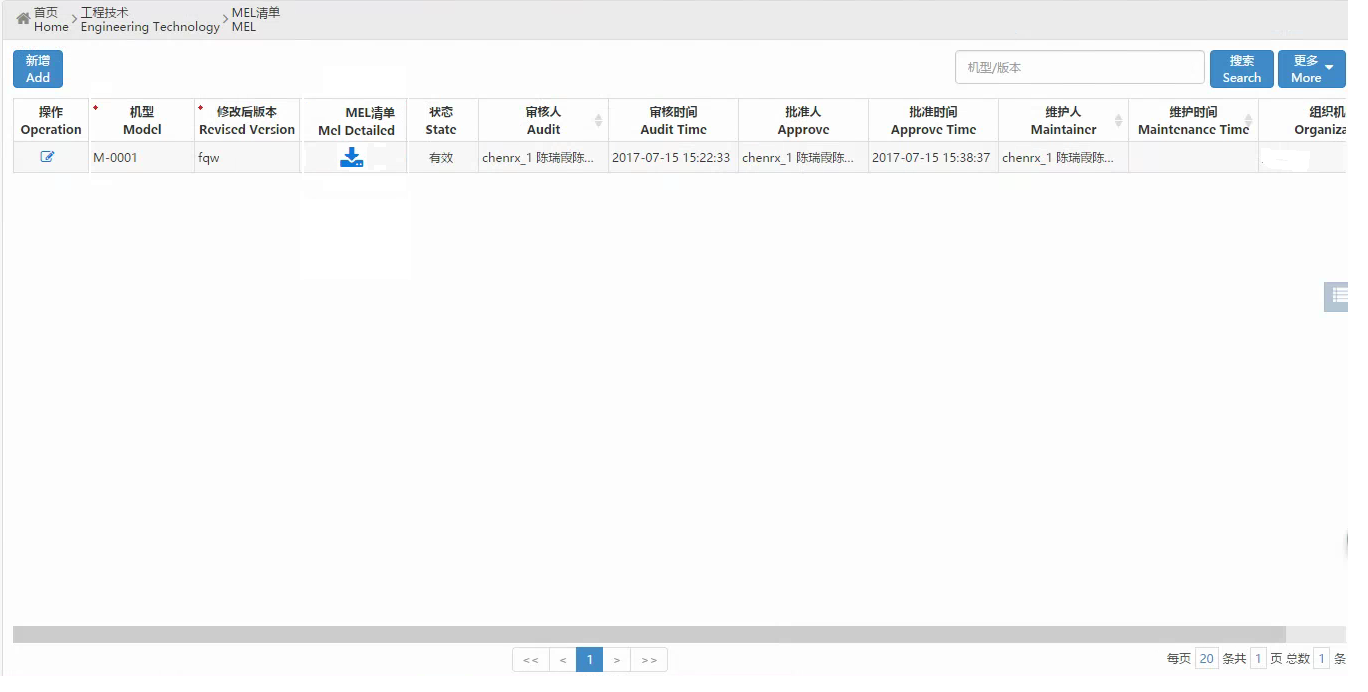 首页
Home
工程技术
Engineering Technology
MEL清单
MEL
新增
Add
机型/版本
搜索
Search
更多
More
操作
Operation
* 机型
Model
* 修改后版本
Revised Version
MEL清单
Mel Detailed
状态
State
审核人
Audit
审核时间
Audit Time
批准人
Approve
批准时间
Approve Time
维护人
Maintainer
维护时间
Maintenance Time
组织机
Organiza
M-0001
fqw
有效
chenrx_1 陈瑞霞陈...
2017-07-15 15:22:33
chenrx_1 陈瑞霞陈...
2017-07-15 15:38:37
chenrx_1 陈瑞霞陈...
<< < 1 > >>
每页 20 条共 1 页 总数 1 条